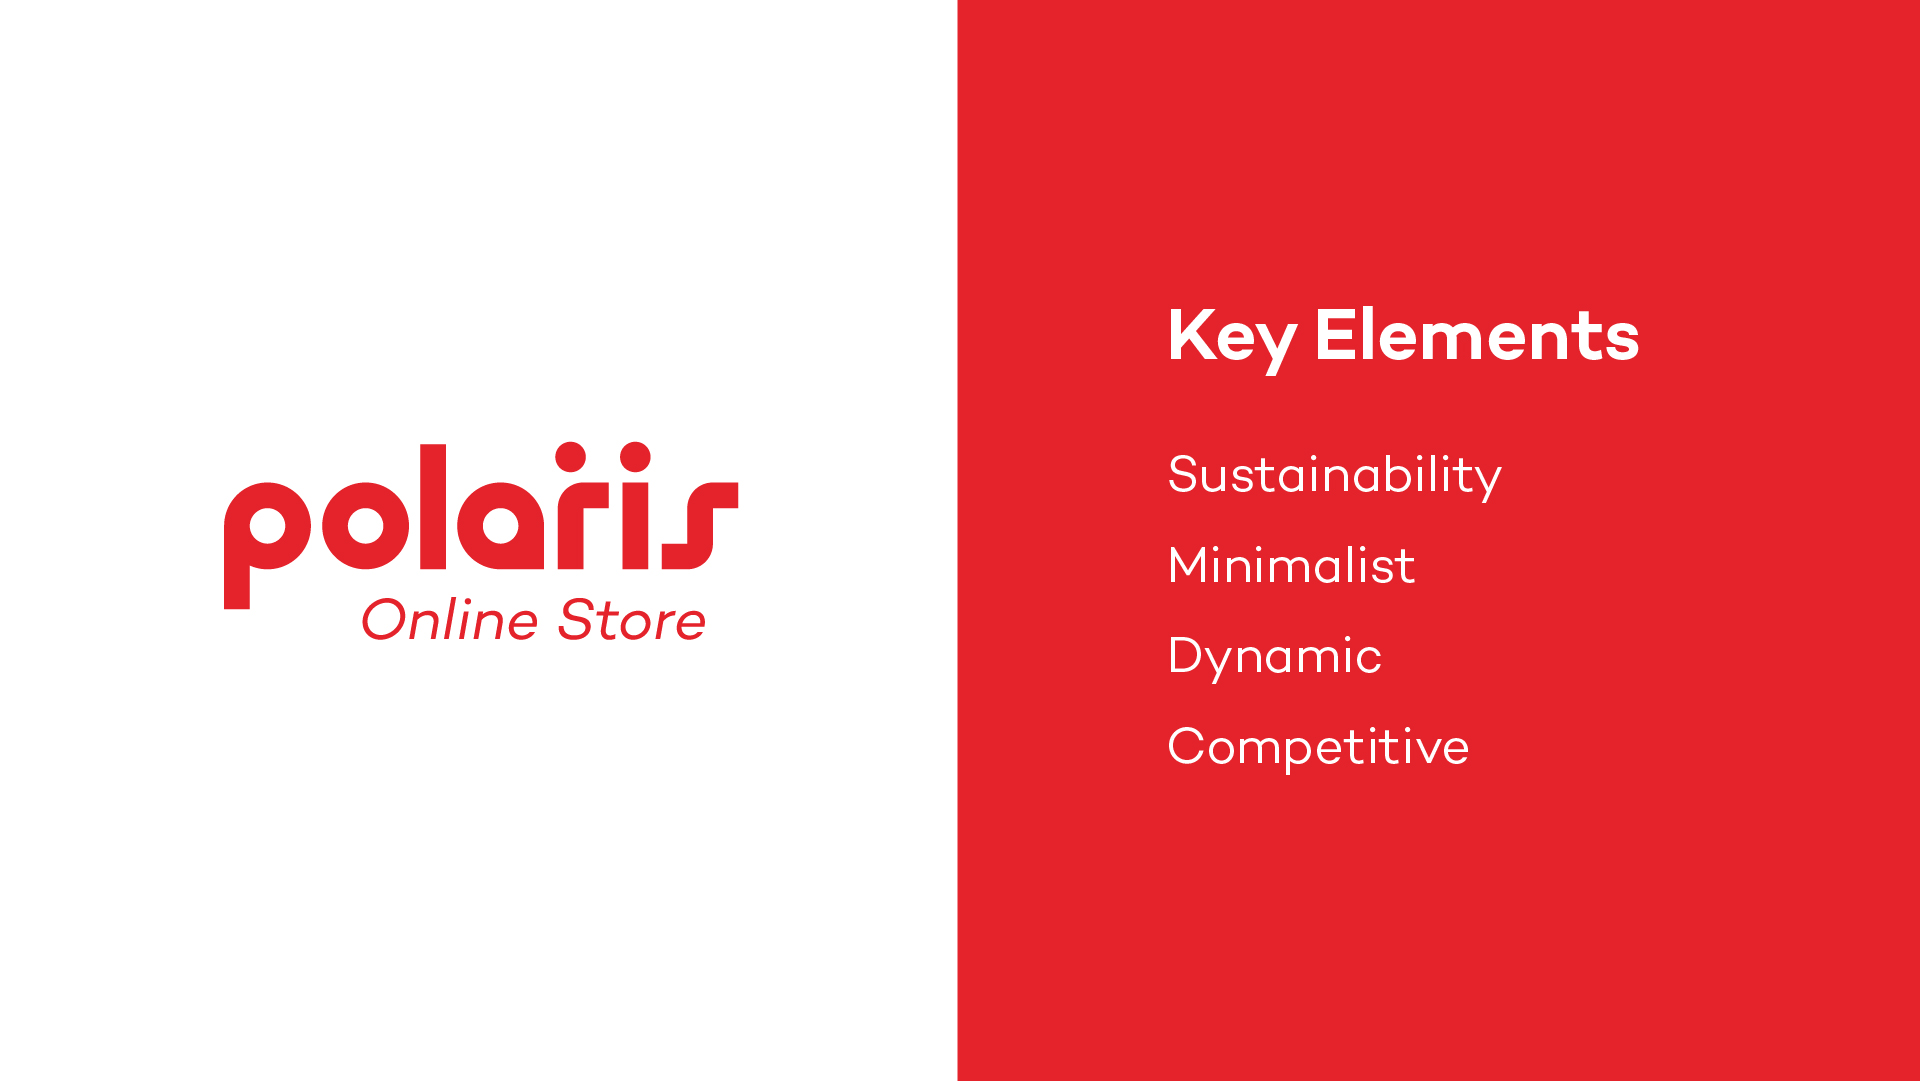 polaris
Online Store
Key Elements
Sustainability
Minimalist
Dynamic
Competitive